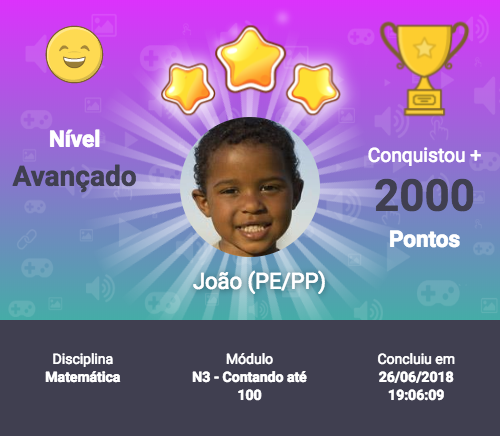 Nível
Avançado
Conquistou +
2000
Pontos
João (PE/PP)
Disciplina
Matemática
Módulo
N3 - Contando até
100
Concluiu em
26/06/2018
19:06:09